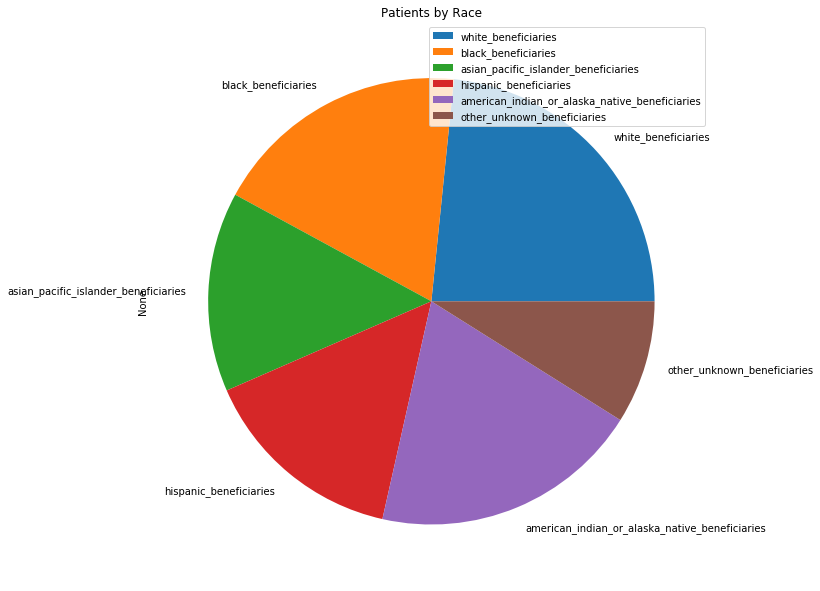 Patients by Race
white_beneficiaries
black_beneficiaries
asian_pacific_islander_beneficiaries
hispanic_beneficiaries
american_indian_or_alaska_native_beneficiaries
other_unknown_beneficiaries
black_beneficiaries
white_beneficiaries
asian_pacific_islander_beneficiaries
None
other_unknown_beneficiaries
hispanic_beneficiaries
american_indian_or_alaska_native_beneficiaries